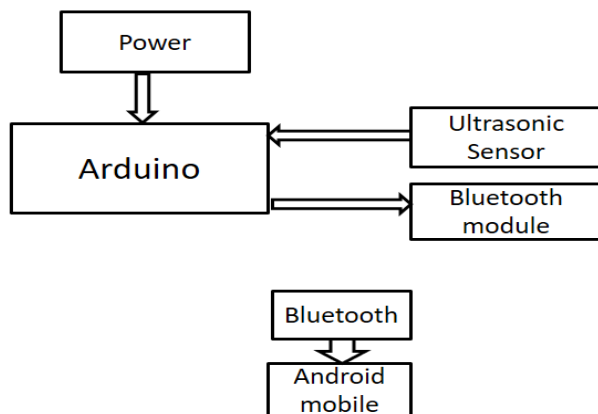 Power
Arduino
Ultrasonic
Sensor
Bluetooth
module
Bluetooth
Android
mobile